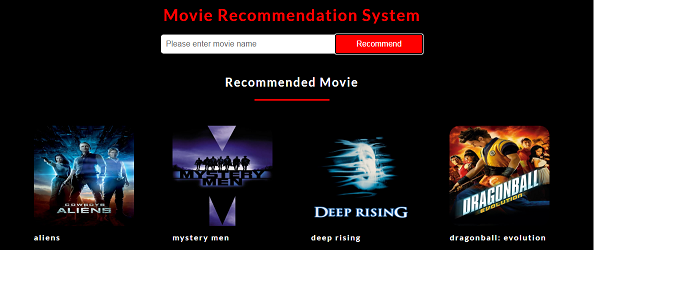 Movie Recommendation System
Please enter movie name
Recommend
Recommended Movie
COWBOYS
ALIENS
MYSTERY
MEN
DEEP RISING
DRAGONBALL
EVOLUTION
aliens
mystery men
deep rising
dragonball: evolution